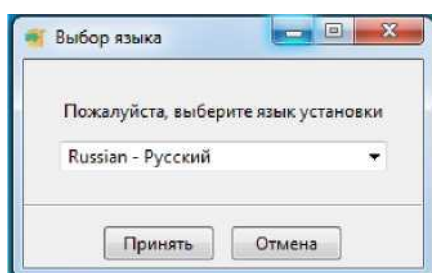 Выбор языка
Пожалуйста, выберите язык установки
Russian - Русский
Принять Отмена